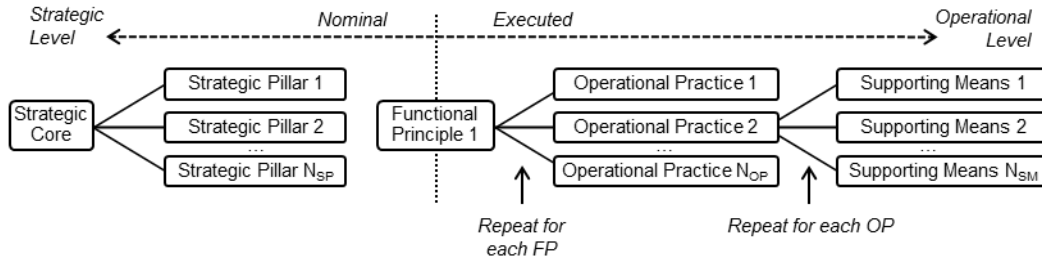 Strategic
Level
Nominal
Executed
Operational
Level
Strategic
Core
Strategic Pillar 1
Strategic Pillar 2
...
Strategic Pillar NSP
Functional
Principle 1
Operational Practice 1
Operational Practice 2
...
Operational Practice NOP
Supporting Means 1
Supporting Means 2
...
Supporting Means NSM
Repeat for
each FP
Repeat for each OP